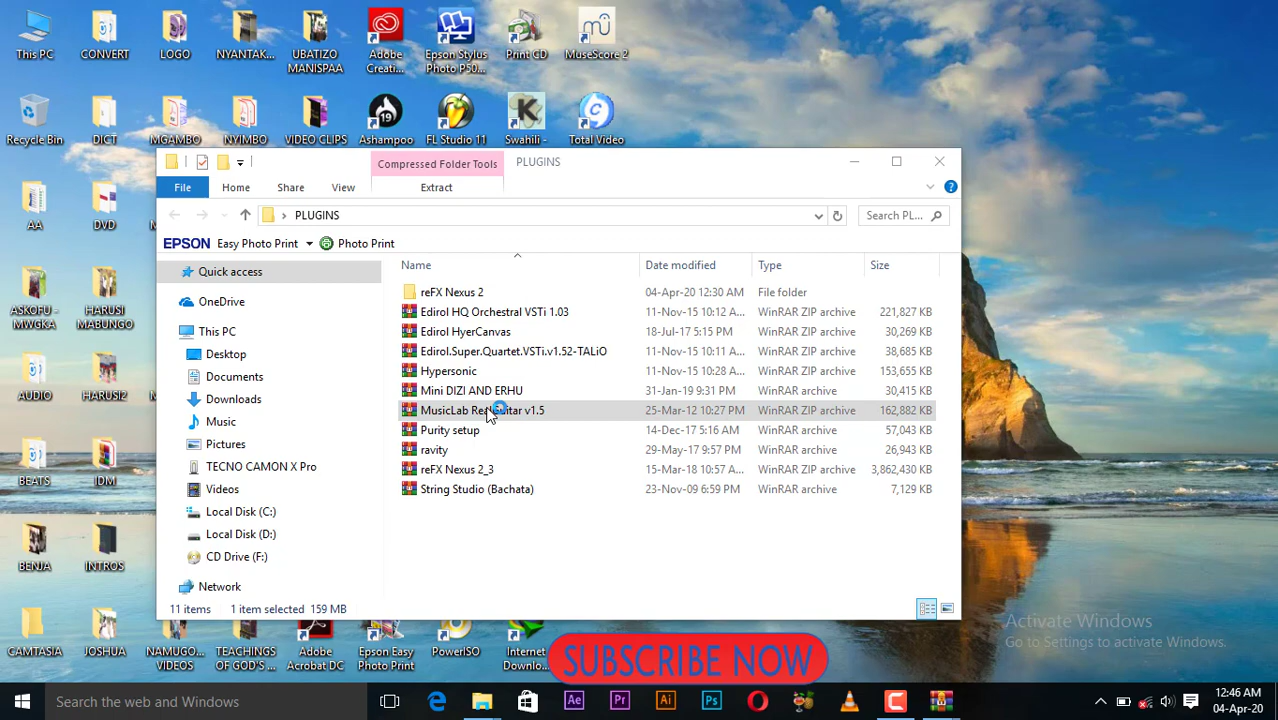 This PC
CONVERT
LOGO
NYANTAK...
UBATIZO
MANISPAA
Adobe
Creati...
Epson Stylus
Photo P50...
Print CD
MuseScore 2
Recycle Bin
DICT
MGAMBO
NYIMBO
VIDEO CLIPS
Ashampoo
FL Studio 11
Swahili -
Total Video
AA
DVD
ASKOFU -
MWGKA
HARUSI
MABUNGO
AUDIO
HARUSI2
BEATS
IDM
BENJA
INTROS
Compressed Folder Tools
PLUGINS
File
Home
Share
View
Extract
PLUGINS
Search PL...
EPSON Easy Photo Print Photo Print
Quick access
OneDrive
This PC
Desktop
Documents
Downloads
Music
Pictures
TECNO CAMON X Pro
Videos
Local Disk (C:)
Local Disk (D:)
CD Drive (F:)
Network
Name Date modified Type Size
reFX Nexus 2 04-Apr-20 12:30 AM File folder
Edirol HQ Orchestral VSTi 1.03 11-Nov-15 10:12 A... WinRAR ZIP archive 221,827 KB
Edirol HyerCanvas 18-Jul-17 5:15 PM WinRAR ZIP archive 30,269 KB
Edirol.Super.Quartet.VSTi.v1.52-TALiO 11-Nov-15 10:11 A... WinRAR ZIP archive 38,685 KB
Hypersonic 11-Nov-15 10:28 A... WinRAR ZIP archive 153,655 KB
Mini DIZI AND ERHU 31-Jan-19 9:31 PM WinRAR archive 30,415 KB
MusicLab v1.5 25-Mar-12 10:27 PM WinRAR ZIP archive 162,882 KB
Purity setup 14-Dec-17 5:16 AM WinRAR ZIP archive 57,043 KB
ravity 29-May-17 9:57 PM WinRAR archive 26,943 KB
reFX Nexus 2_3 15-Mar-18 10:57 A... WinRAR ZIP archive 3,862,430 KB
String Studio (Bachata) 23-Nov-09 6:59 PM WinRAR archive 7,129 KB
11 items 1 item selected 159 MB
CAMTASIA
JOSHUA
NAMUGO...
VIDEOS
TEACHINGS
OF GOD'S ...
Adobe
Acrobat DC
Epson Easy
Photo Print
PowerISO
Internet
Downlo...
SUBSCRIBE NOW
Activate Windows
Go to Settings to activate Windows.
Search the web and Windows
Ae
Pr
Ai
Ps
12:46 AM
04-Apr-20